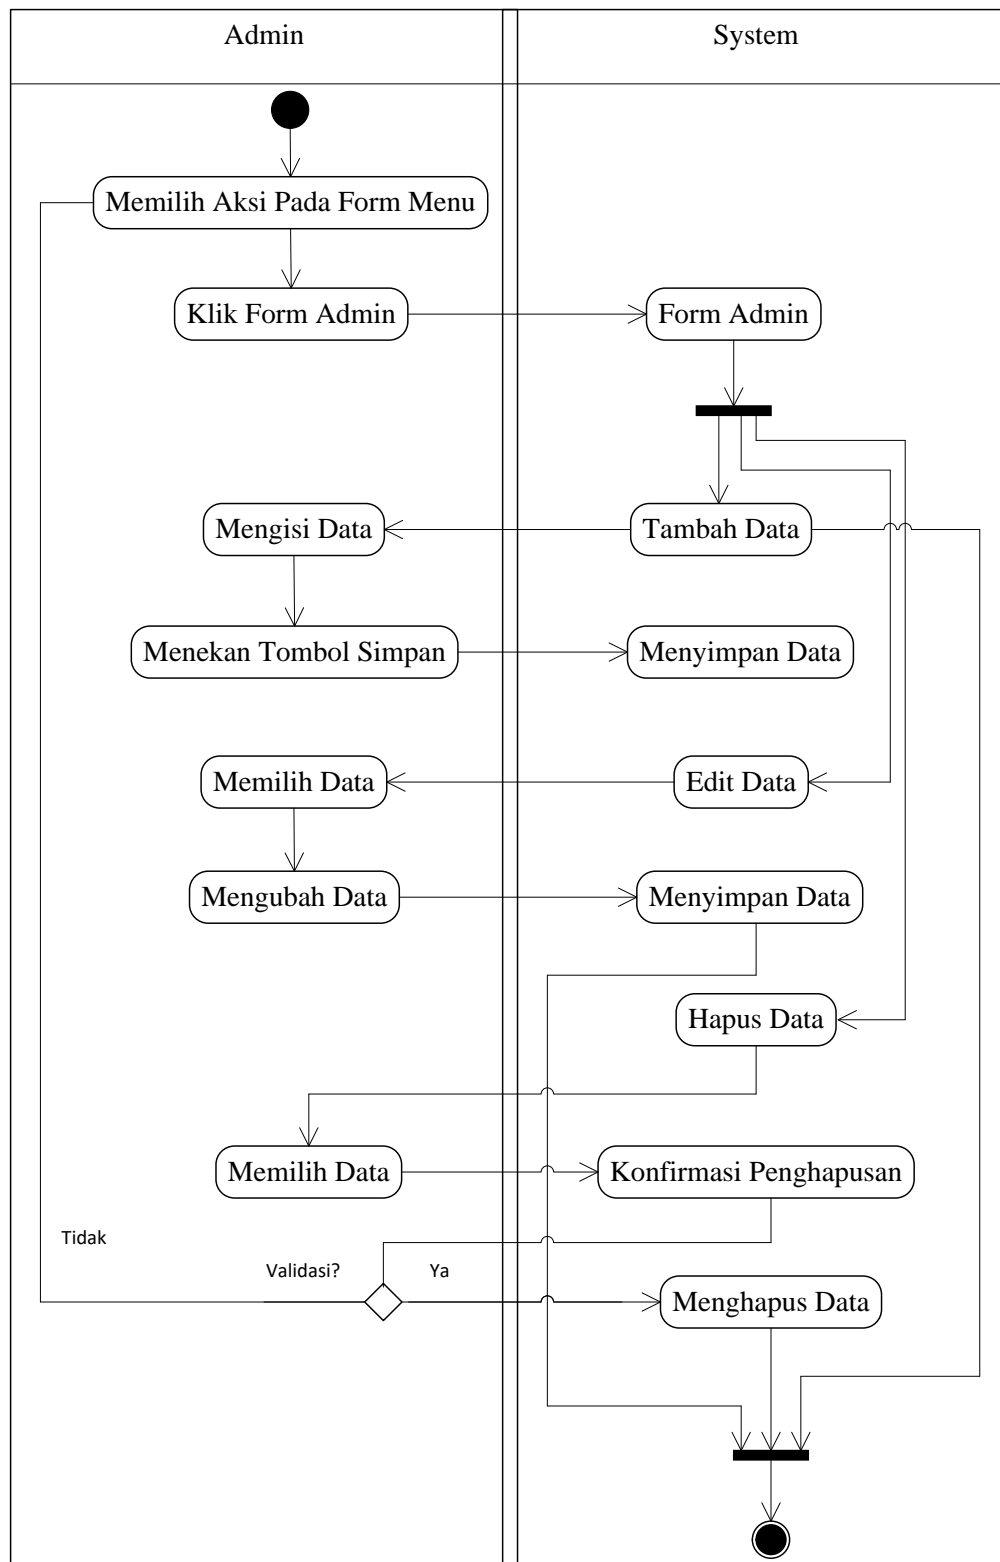 Admin
System
Memilih Aksi Pada Form Menu
Klik Form Admin
Form Admin
Mengisi Data
Tambah Data
Menekan Tombol Simpan
Menyimpan Data
Memilih Data
Edit Data
Mengubah Data
Menyimpan Data
Hapus Data
Memilih Data
Konfirmasi Penghapusan
Tidak
Validasi?
Ya
Menghapus Data